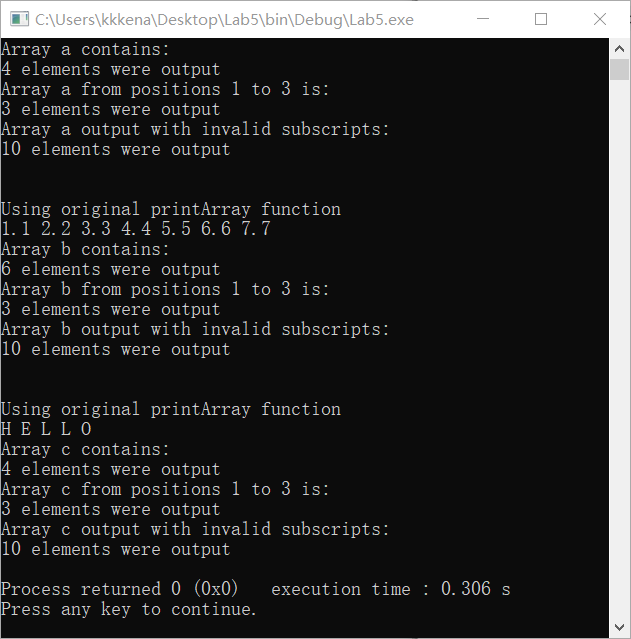 C:\Users\kkkena\Desktop\Lab5\bin\Debug\Lab5.exe
Array a contains:
4 elements were output
Array a from positions 1 to 3 is:
3 elements were output
Array a output with invalid subscripts:
10 elements were output
Using original printArray function
1.1 2.2 3.3 4.4 5.5 6.6 7.7
Array b contains:
6 elements were output
Array b from positions 1 to 3 is:
3 elements were output
Array b output with invalid subscripts:
10 elements were output
Using original printArray function
H E L L O
Array c contains:
4 elements were output
Array c from positions 1 to 3 is:
3 elements were output
Array c output with invalid subscripts:
10 elements were output
Process returned 0 (0x0)   execution time : 0.306 s
Press any key to continue.